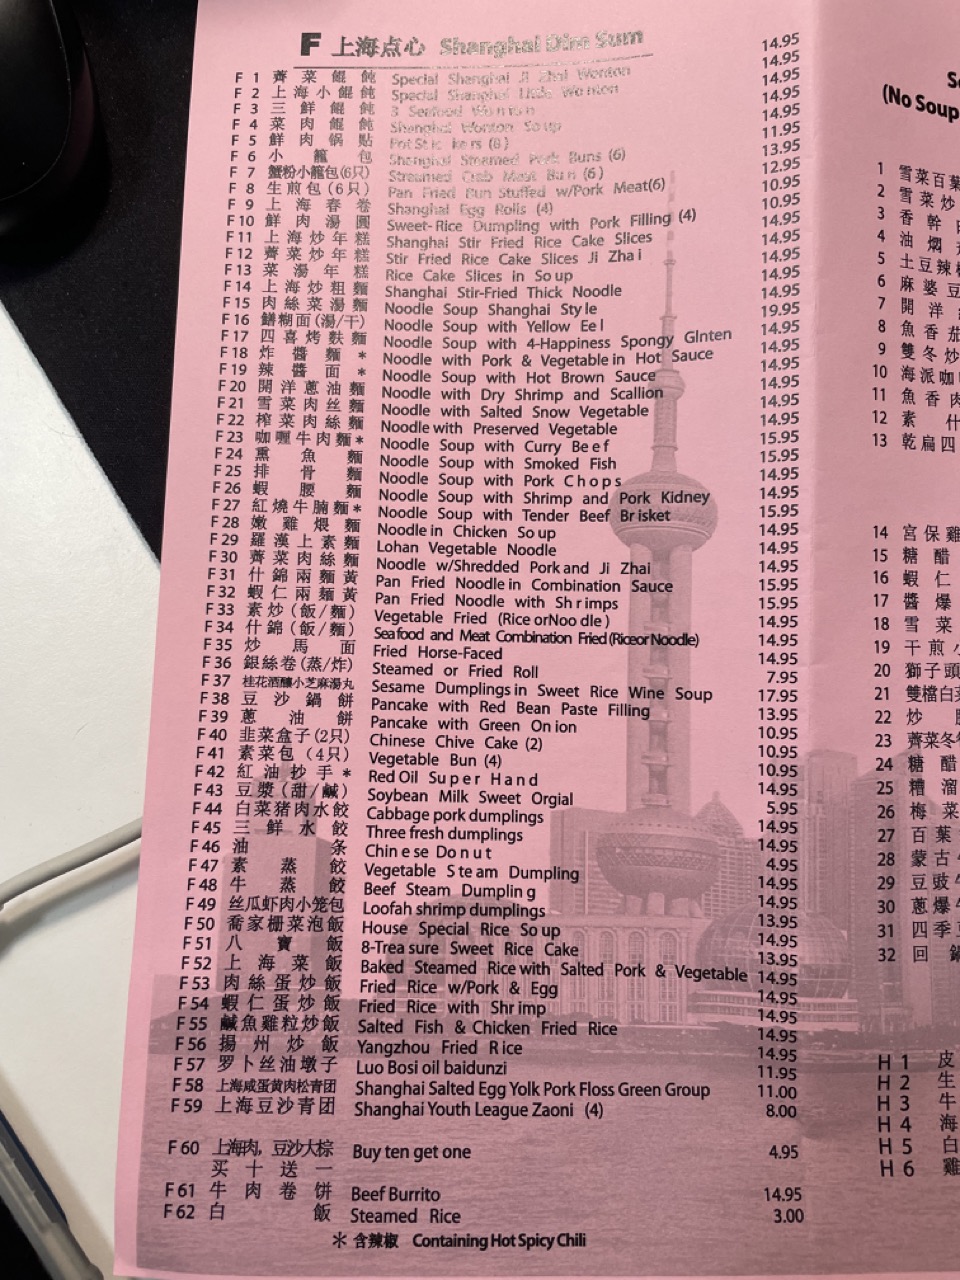 F 上海点心 Shanghai Dim Sum
F 1 薺菜餛飩 Special Shanghai Ji Zhai Wonton 14.95
F 2 上海小餛飩 Special Shanghai Little Wonton 14.95
F 3 三鮮餛飩 3 Seafood Wonton 14.95
F 4 菜肉餛飩 Shanghai Wonton Soup 14.95
F 5 鮮肉锅貼 Pot Stickers (8) 14.95
F 6 小籠包 Shanghai Steamed Pork Buns (6) 11.95
F 7 蟹粉小籠包(6只) Streamed Crab Meat Bun (6) 13.95
F 8 生煎包(6只) Pan Fried Bun Stuffed w/Pork Meat(6) 12.95
F 9 上海春卷 Shanghai Egg Rolls (4) 10.95
F10 鮮肉湯圓 Sweet-Rice Dumpling with Pork Filling (4) 10.95
F11 上海炒年糕 Shanghai Stir Fried Rice Cake Slices 14.95
F12 薺菜炒年糕 Stir Fried Rice Cake Slices Ji Zhai 14.95
F13 菜湯年糕 Rice Cake Slices in Soup 14.95
F14 上海炒粗麵 Shanghai Stir-Fried Thick Noodle 14.95
F15 肉絲菜湯麵 Noodle Soup Shanghai Style 14.95
F16 鱔糊面(湯/干) Noodle Soup with Yellow Eel 19.95
F17 四喜烤麩麵 Noodle Soup with 4-Happiness Spongy Glnten 14.95
F18 炸醬麵* Noodle with Pork & Vegetable in Hot Sauce 14.95
F19 辣醬面* Noodle Soup with Hot Brown Sauce 14.95
F20 開洋蔥油麵 Noodle with Dry Shrimp and Scallion 14.95
F21 雪菜肉丝麵 Noodle with Salted Snow Vegetable 14.95
F22 榨菜肉絲麵 Noodle with Preserved Vegetable 14.95
F23 咖喱牛肉麵* Noodle Soup with Curry Beef 15.95
F24 熏魚麵 Noodle Soup with Smoked Fish 15.95
F25 排骨麵 Noodle Soup with Pork Chops 14.95
F26 蝦腰麵 Noodle Soup with Shrimp and Pork Kidney 14.95
F27 紅燒牛腩麵* Noodle Soup with Tender Beef Brisket 15.95
F28 嫩雞煨麵 Noodle in Chicken Soup 14.95
F29 羅漢上素麵 Lohan Vegetable Noodle 14.95
F30 薺菜肉絲麵 Noodle w/Shredded Pork and Ji Zhai 14.95
F31 什錦兩麵黃 Pan Fried Noodle in Combination Sauce 15.95
F32 蝦仁兩麵黃 Pan Fried Noodle with Shrimps 15.95
F33 素炒(飯/麵) Vegetable Fried (Rice orNoodle) 14.95
F34 什錦(飯/麵) Seafood and Meat Combination Fried (Rice or Noodle) 14.95
F35 炒馬面 Fried Horse-Faced 14.95
F36 銀絲卷(蒸/炸) Steamed or Fried Roll 7.95
F37 桂花酒釀小芝麻湯丸 Sesame Dumplings in Sweet Rice Wine Soup 17.95
F38 豆沙鍋餅 Pancake with Red Bean Paste Filling 13.95
F39 蔥油餅 Pancake with Green Onion 10.95
F40 韭菜盒子(2只) Chinese Chive Cake (2) 10.95
F41 素菜包(4只) Vegetable Bun (4) 10.95
F42 紅油抄手* Red Oil Super Hand 14.95
F43 豆漿(甜/鹹) Soybean Milk Sweet Orgial 5.95
F44 白菜猪肉水餃 Cabbage pork dumplings 14.95
F45 三鮮水餃 Three fresh dumplings 14.95
F46 油条 Chinese Donut 4.95
F47 素蒸餃 Vegetable Steam Dumpling 14.95
F48 牛蒸餃 Beef Steam Dumpling 14.95
F49 丝瓜虾肉小笼包 Loofah shrimp dumplings 13.95
F50 喬家柵菜泡飯 House Special Rice Soup 14.95
F51 八寶飯 8-Treasure Sweet Rice Cake 13.95
F52 上海菜飯 Baked Steamed Rice with Salted Pork & Vegetable 14.95
F53 肉絲蛋炒飯 Fried Rice w/Pork & Egg 14.95
F54 蝦仁蛋炒飯 Fried Rice with Shrimp 14.95
F55 鹹魚雞粒炒飯 Salted Fish & Chicken Fried Rice 14.95
F56 揚州炒飯 Yangzhou Fried Rice 14.95
F57 罗卜丝油墩子 Luo Bosi oil baidunzi 11.95
F58 上海咸蛋黄肉松青团 Shanghai Salted Egg Yolk Pork Floss Green Group 11.00
F59 上海豆沙青团 Shanghai Youth League Zaoni (4) 8.00
F60 上海肉,豆沙大棕 Buy ten get one 4.95
买十送一
F61 牛肉卷饼 Beef Burrito 14.95
F62 白飯 Steamed Rice 3.00
* 含辣椒 Containing Hot Spicy Chili
(No Soup
1 雪菜百葉
2 雪菜炒
3 香幹
4 油燜
5 土豆辣椒
6 麻婆豆
7 開洋
8 魚香茄
9 雙冬炒
10 海派咖
11 魚香肉
12 素什
13 乾扁四
14 宮保雞
15 糖醋
16 蝦仁
17 醬爆
18 雪菜
19 干煎小
20 獅子頭
21 雙檔白菜
22 炒
23 薺菜冬
24 糖醋
25 糟溜
26 梅菜
27 百葉
28 蒙古
29 豆豉
30 蔥爆
31 四季豆
32 回鍋
H 1 皮
H 2 生
H 3 牛
H 4 海
H 5 白
H 6 雞